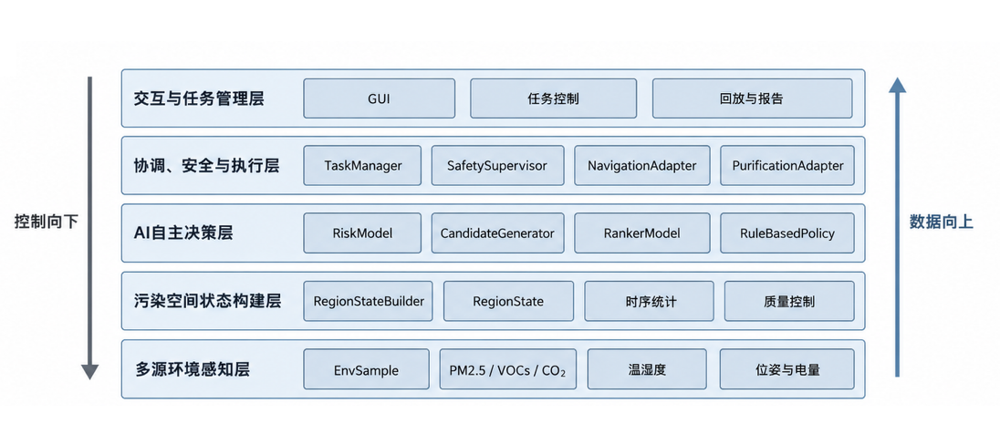 交互与任务管理层
GUI
任务控制
回放与报告
协调、安全与执行层
TaskManager
SafetySupervisor
NavigationAdapter
PurificationAdapter
控制向下
AI自主决策层
RiskModel
CandidateGenerator
RankerModel
RuleBasedPolicy
数据向上
污染空间状态构建层
RegionStateBuilder
RegionState
时序统计
质量控制
多源环境感知层
EnvSample
PM2.5 / VOCs / CO₂
温湿度
位姿与电量